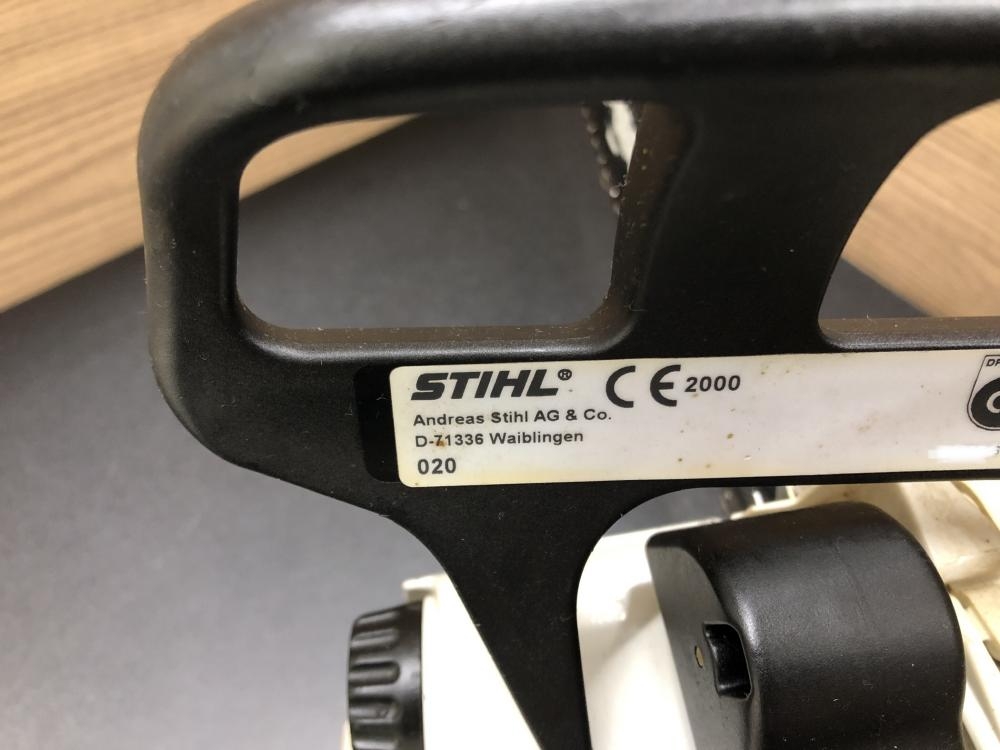 STIHL® CE 2000
Andreas Stihl AG & Co.
D-71336 Waiblingen
020